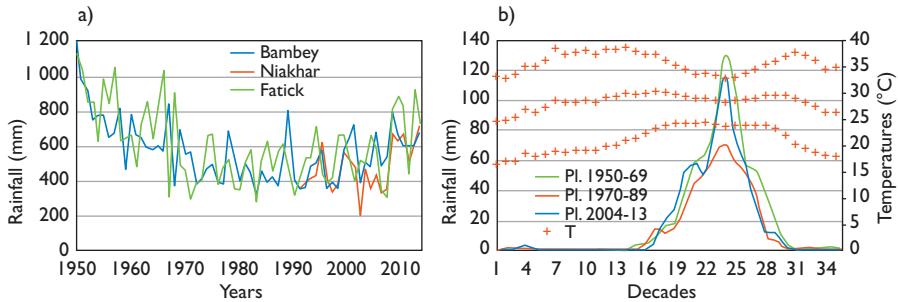 a)
Rainfall (mm)
1 200
1 000
800
600
400
200
0
Bambey
Niakhar
Fatick
1950 1960 1970 1980 1990 2000 2010
Years
b)
Rainfall (mm)
140
120
100
80
60
40
20
0
Pl. 1950-69
Pl. 1970-89
Pl. 2004-13
T
1 4 7 10 13 16 19 22 25 28 31 34
Decades
40
35
30
25
20
15
10
5
0
Temperatures (°C)